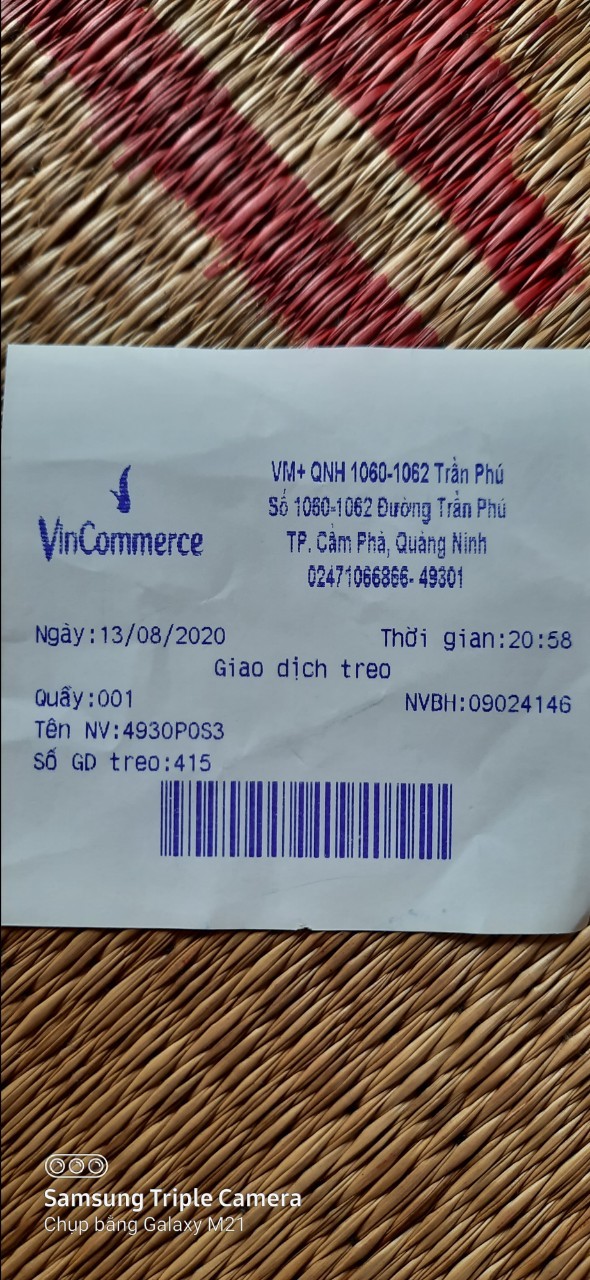 VinCommerce
VM+ QNH 1060-1062 Trần Phú
Số 1060-1062 Đường Trần Phú
TP. Cẩm Phả, Quảng Ninh
02471066866- 49301
Ngày:13/08/2020 Thời gian:20:58
Giao dịch treo
Quầy:001 NVBH:09024146
Tên NV:4930POS3
Số GD treo:415
Samsung Triple Camera
Chụp bằng Galaxy M21